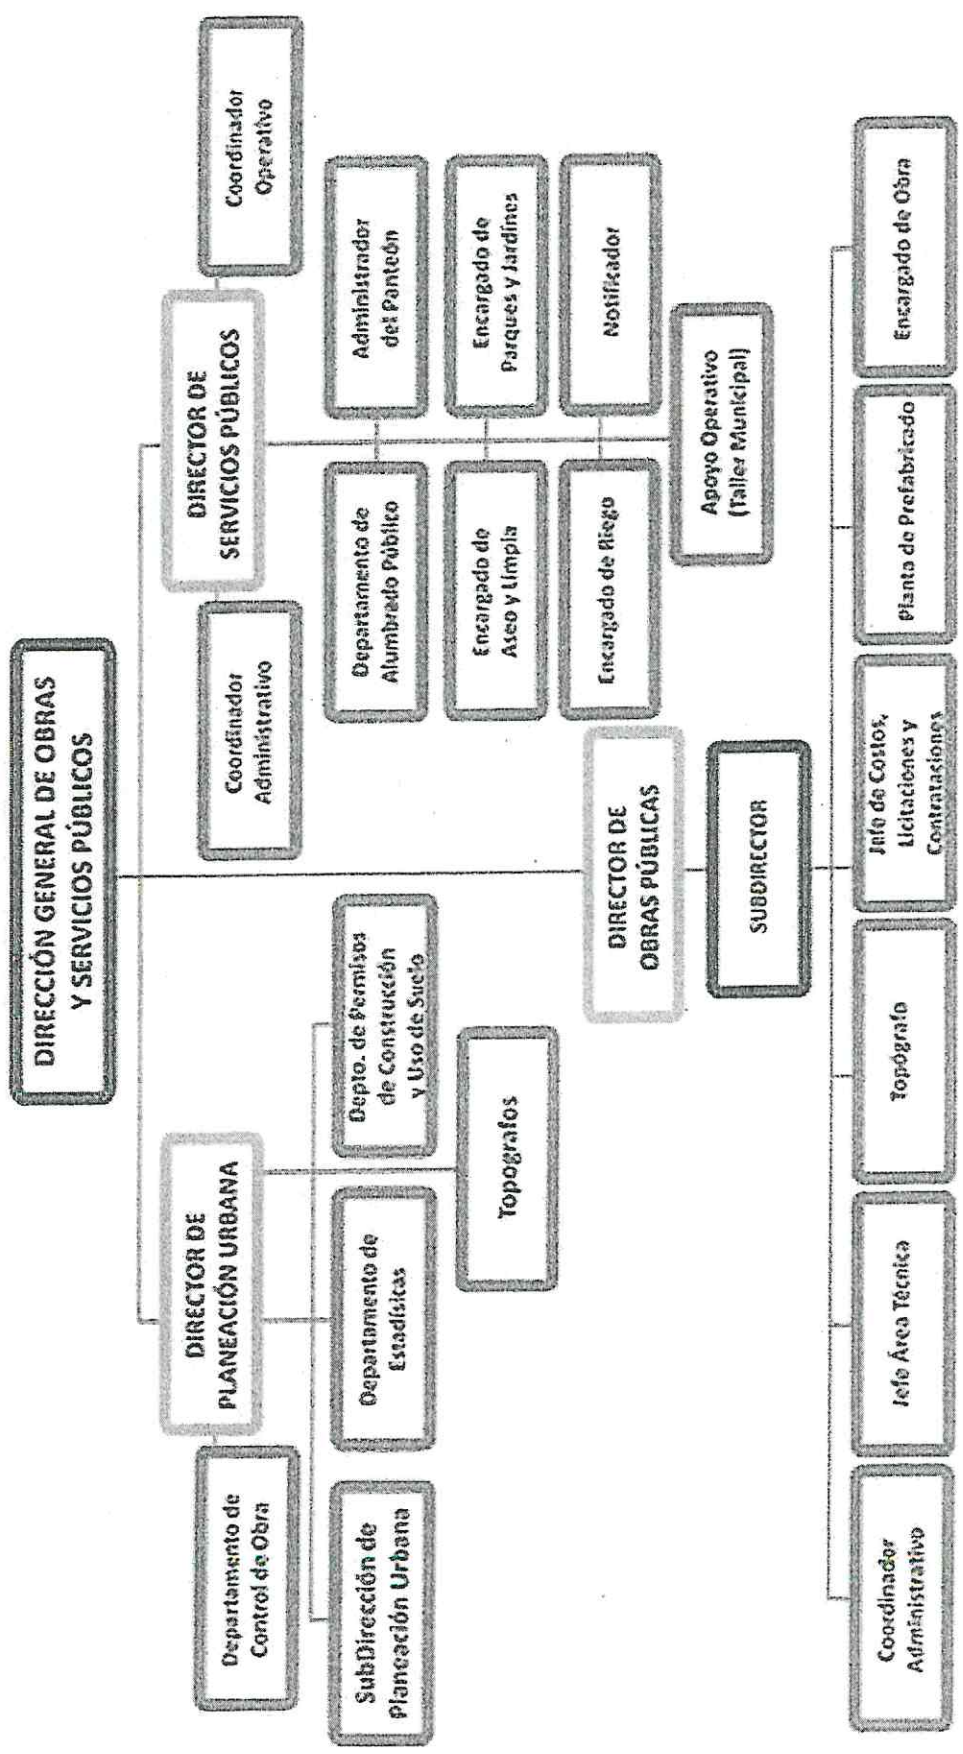 DIRECCIÓN GENERAL DE OBRAS
Y SERVICIOS PÚBLICOS
DIRECTOR DE
PLANEACIÓN URBANA
Departamento de
Control de Obra
SubDirección de
Planeación Urbana
Departamento de
Estadísticas
Depto. de Permisos
de Construcción
y Uso de Suelo
Topografos
DIRECTOR DE
SERVICIOS PÚBLICOS
Coordinador
Administrativo
Coordinador
Operativo
Departamento de
Alumbrado Público
Administrador
del Panteón
Encargado de
Aseo y Limpia
Encargado de
Parques y Jardines
Encargado de Riego
Notificador
Apoyo Operativo
(Taller Municipal)
DIRECTOR DE
OBRAS PÚBLICAS
SUBDIRECTOR
Coordinador
Administrativo
Jefe Área Técnica
Topógrafo
Jefe de Costos,
Licitaciones y
Contrataciones
Planta de Prefabricado
Encargado de Obra